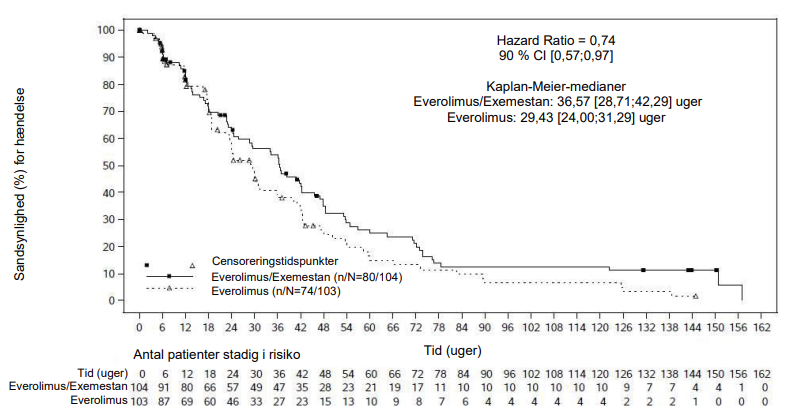 Sandsynlighed (%) for hændelse
100
90
80
70
60
50
40
30
20
10
0
Hazard Ratio = 0,74
90 % CI [0,57;0,97]
Kaplan-Meier-medianer
Everolimus/Exemestan: 36,57 [28,71;42,29] uger
Everolimus: 29,43 [24,00;31,29] uger
Censoreringstidspunkter
Everolimus/Exemestan (n/N=80/104)
Everolimus (n/N=74/103)
0 6 12 18 24 30 36 42 48 54 60 66 72 78 84 90 96 102 108 114 120 126 132 138 144 150 156 162
Tid (uger)
Antal patienter stadig i risiko
Tid (uger) 0 6 12 18 24 30 36 42 48 54 60 66 72 78 84 90 96 102 108 114 120 126 132 138 144 150 156 162
Everolimus/Exemestan 104 91 80 66 57 49 47 35 28 23 21 19 17 11 10 10 10 10 10 10 10 9 7 7 4 4 1 0
Everolimus 103 87 69 60 46 33 27 23 15 13 10 9 8 7 6 4 4 4 4 4 4 4 2 2 1 0 0 0